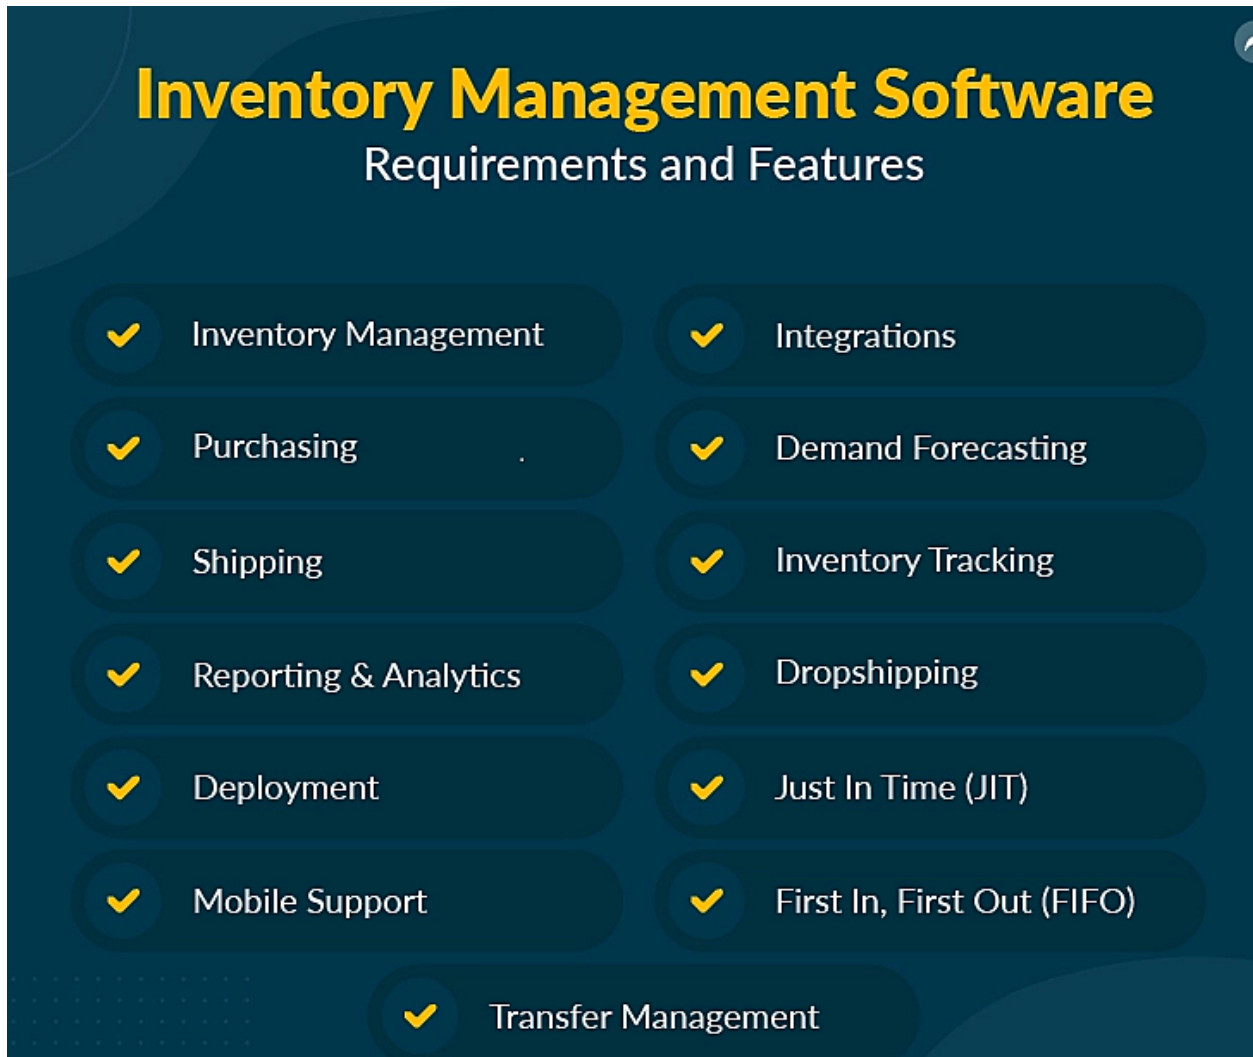 Inventory Management Software
Requirements and Features
Inventory Management
Integrations
Purchasing
Demand Forecasting
Shipping
Inventory Tracking
Reporting & Analytics
Dropshipping
Deployment
Just In Time (JIT)
Mobile Support
First In, First Out (FIFO)
Transfer Management